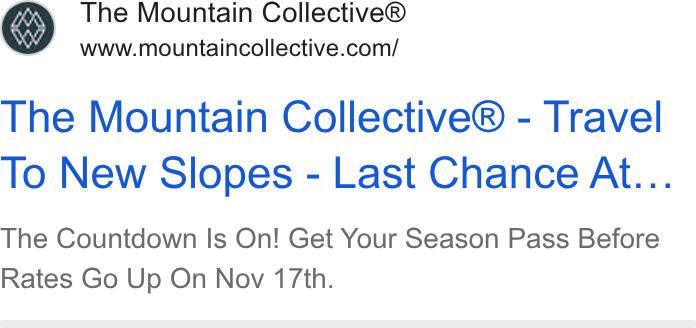 The Mountain Collective®
www.mountaincollective.com/
The Mountain Collective® - Travel
To New Slopes - Last Chance At…
The Countdown Is On! Get Your Season Pass Before
Rates Go Up On Nov 17th.